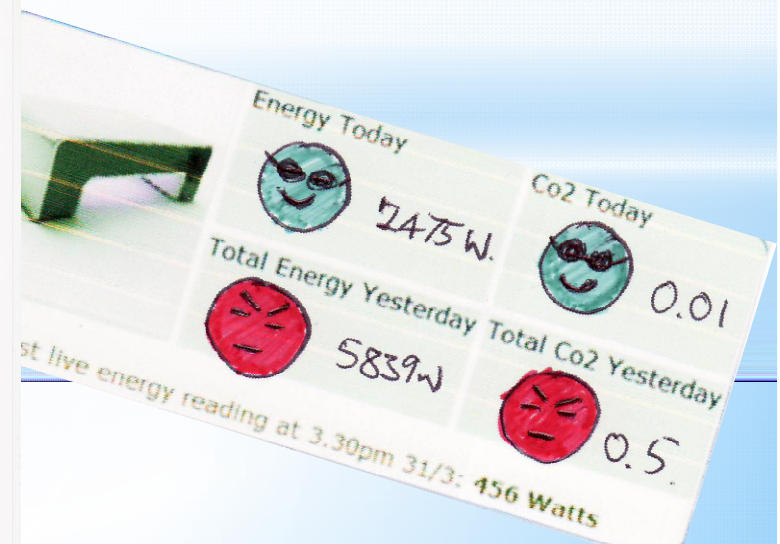 Energy Today
2475W.
Co2 Today
0.01
Total Energy Yesterday
5839w
Total Co2 Yesterday
0.5.
st live energy reading at 3.30pm 31/3: 456 Watts